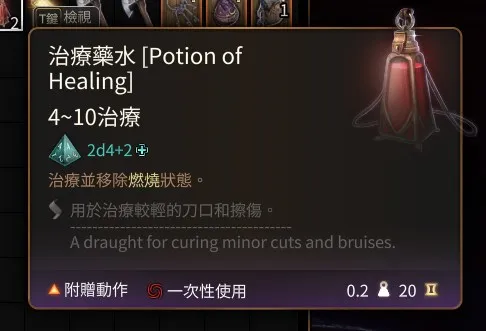 2
T鍵 檢視
1
治療藥水 [Potion of
Healing]
4~10治療
2d4+2
治療並移除燃燒狀態。
用於治療較輕的刀口和擦傷。
A draught for curing minor cuts and bruises.
附贈動作 一次性使用 0.2 20